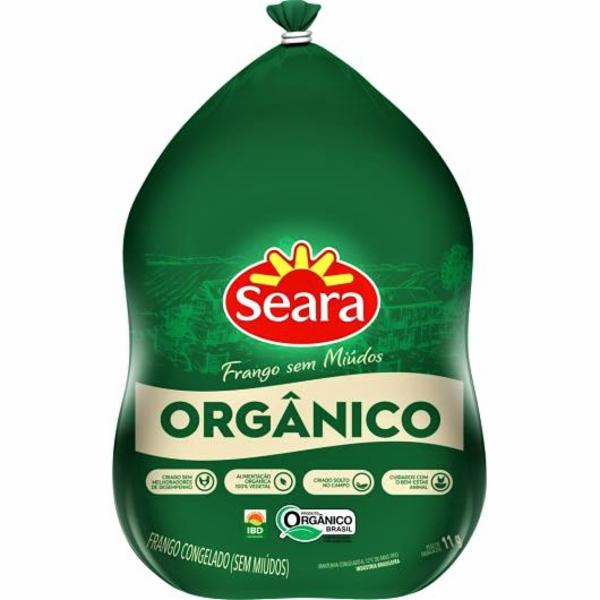 Seara
Frango sem Miúdos
ORGÂNICO
CRIADO SEM
MELHORADORES
DE DESEMPENHO
ALIMENTAÇÃO
ORGÂNICA
100% VEGETAL
CRIADO SOLTO
NO CAMPO
CUIDADOS COM
O BEM ESTAR
ANIMAL
IBD
PRODUTO
ORGÂNICO
BRASIL
FRANGO CONGELADO (SEM MIÚDOS)
INDÚSTRIA BRASILEIRA
11 g